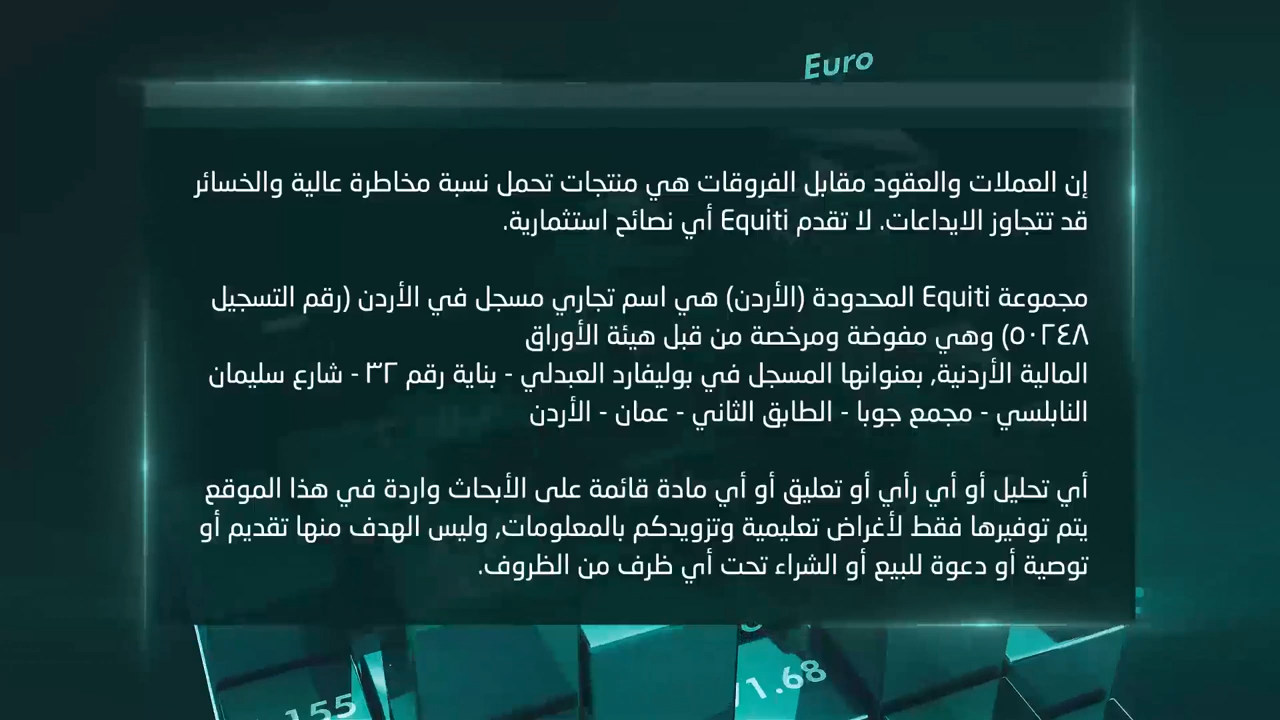 Euro
إن العملات والعقود مقابل الفروقات هي منتجات تحمل نسبة مخاطرة عالية والخسائر
قد تتجاوز الايداعات. لا تقدم Equiti أي نصائح استثمارية.
مجموعة Equiti المحدودة (الأردن) هي اسم تجاري مسجل في الأردن (رقم التسجيل
٥٠٢٤٨) وهي مفوضة ومرخصة من قبل هيئة الأوراق
المالية الأردنية, بعنوانها المسجل في بوليفارد العبدلي - بناية رقم ٣٢ - شارع سليمان
النابلسي - مجمع جوبا - الطابق الثاني - عمان - الأردن
أي تحليل أو أي رأي أو تعليق أو أي مادة قائمة على الأبحاث واردة في هذا الموقع
يتم توفيرها فقط لأغراض تعليمية وتزويدكم بالمعلومات, وليس الهدف منها تقديم أو
توصية أو دعوة للبيع أو الشراء تحت أي ظرف من الظروف.
1.68
.155